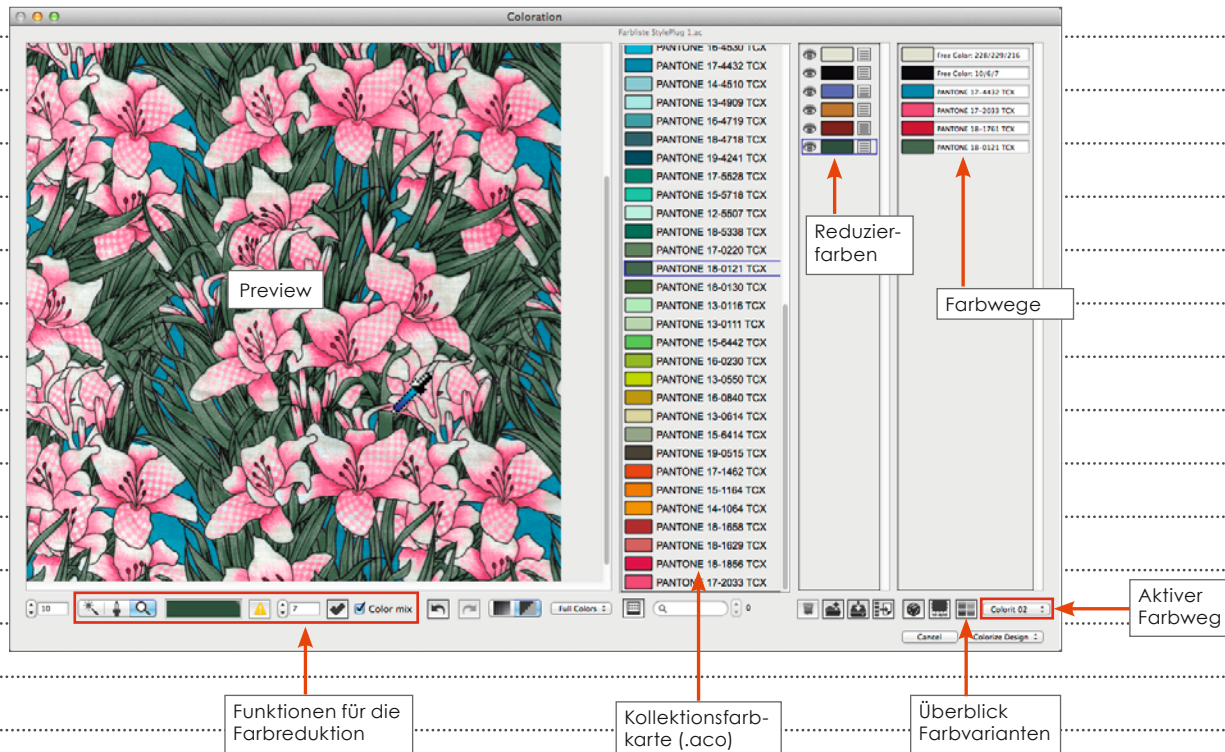 Coloration
Farbliste StylePlug 1.ac
PANTONE 16-4530 TCX
PANTONE 17-4432 TCX
PANTONE 14-4510 TCX
PANTONE 13-4909 TCX
PANTONE 16-4719 TCX
PANTONE 18-4718 TCX
PANTONE 19-4241 TCX
PANTONE 17-5528 TCX
PANTONE 15-5718 TCX
PANTONE 12-5507 TCX
PANTONE 18-5338 TCX
PANTONE 17-0220 TCX
PANTONE 18-0121 TCX
PANTONE 18-0130 TCX
PANTONE 13-0116 TCX
PANTONE 13-0111 TCX
PANTONE 15-6442 TCX
PANTONE 16-0230 TCX
PANTONE 13-0550 TCX
PANTONE 16-0840 TCX
PANTONE 13-0614 TCX
PANTONE 15-6414 TCX
PANTONE 19-0515 TCX
PANTONE 17-1462 TCX
PANTONE 15-1164 TCX
PANTONE 14-1064 TCX
PANTONE 18-1658 TCX
PANTONE 18-1629 TCX
PANTONE 18-1856 TCX
PANTONE 17-2033 TCX
Free Color: 228/229/216
Free Color: 10/6/7
PANTONE 17-4432 TCX
PANTONE 17-2033 TCX
PANTONE 18-1761 TCX
PANTONE 18-0121 TCX
Preview
Reduzier-
farben
Farbwege
10
7
Color mix
Full Colors
0
Colorit 02
Cancel
Colorize Design
Aktiver
Farbweg
Funktionen für die
Farbreduktion
Kollektionsfarb-
karte (.aco)
Überblick
Farbvarianten